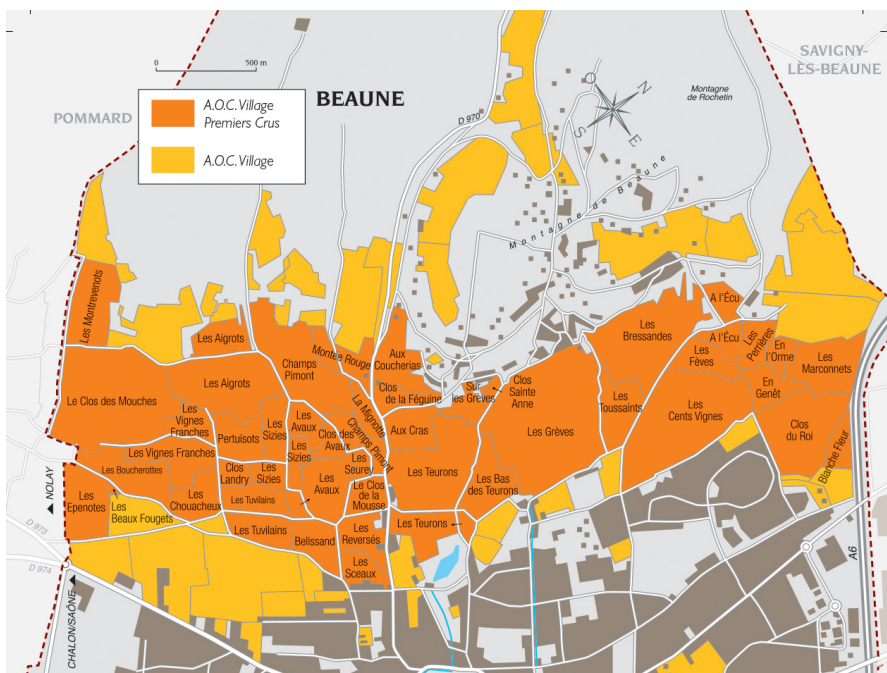 SAVIGNY-
LÈS-BEAUNE
0 500 m
BEAUNE
POMMARD
A.O.C. Village
Premiers Crus
A.O.C. Village
D 970
O
N
S
E
Montagne
de Rochetin
Montagne de Beaune
Les Montrevenots
Les Aigrots
Champs
Pimont
Montée Rouge
Aux
Coucherias
Les
Bressandes
A l'Écu
A l'Écu
Les
Perrières
En
l'Orme
Les
Marconnets
Les
Fèves
En
Genêt
Les Aigrots
Le Clos des Mouches
Les
Vignes
Franches
Pertuisots
Les
Sizies
Les
Avaux
La Mignotte
Clos
de la Féguine
Sur
les Grèves
Clos
Sainte
Anne
Les
Toussaints
Les
Cents Vignes
Clos
du Roi
Blanche Fleur
Clos des
Avaux
Champs Pimont
Aux Cras
Les Grèves
Les Vignes Franches
Les
Sizies
Les
Seurey
Les Boucherottes
Clos
Landry
Les
Sizies
Les
Avaux
Le Clos
de la
Mousse
Les Teurons
Les Bas
des Teurons
Les
Epenotes
Les
Beaux Fougets
Les
Chouacheux
Les Tuvilains
Les Tuvilains
Belissand
Les
Reversés
Les Teurons
Les
Sceaux
NOLAY
D 973
D 974
CHALON/SAÔNE
A6